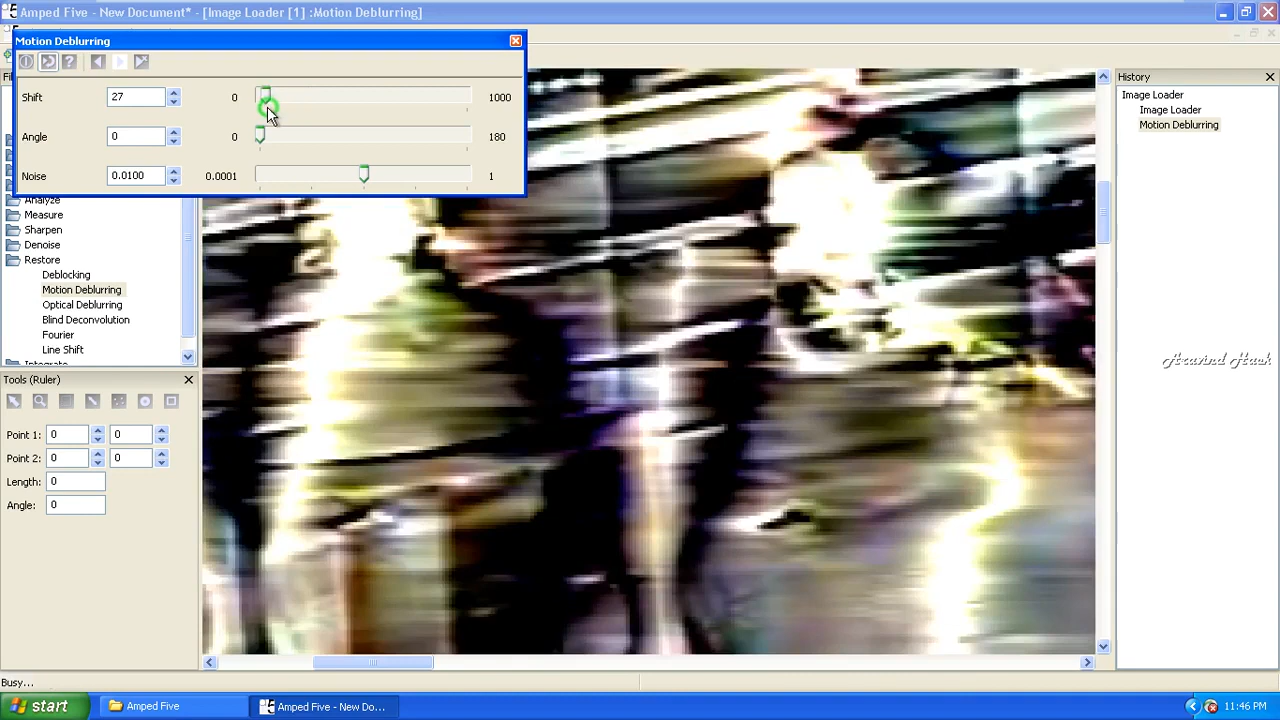 Amped Five - New Document* - [Image Loader [1] :Motion Deblurring]
Motion Deblurring
Shift 27 0 1000
Angle 0 0 180
Noise 0.0100 0.0001 1
Analyze
Measure
Sharpen
Denoise
Restore
Deblocking
Motion Deblurring
Optical Deblurring
Blind Deconvolution
Fourier
Line Shift
Tools (Ruler)
Point 1: 0 0
Point 2: 0 0
Length: 0
Angle: 0
History
Image Loader
Image Loader
Motion Deblurring
Aravind Hask
Busy...
start
Amped Five
Amped Five - New Do...
11:46 PM